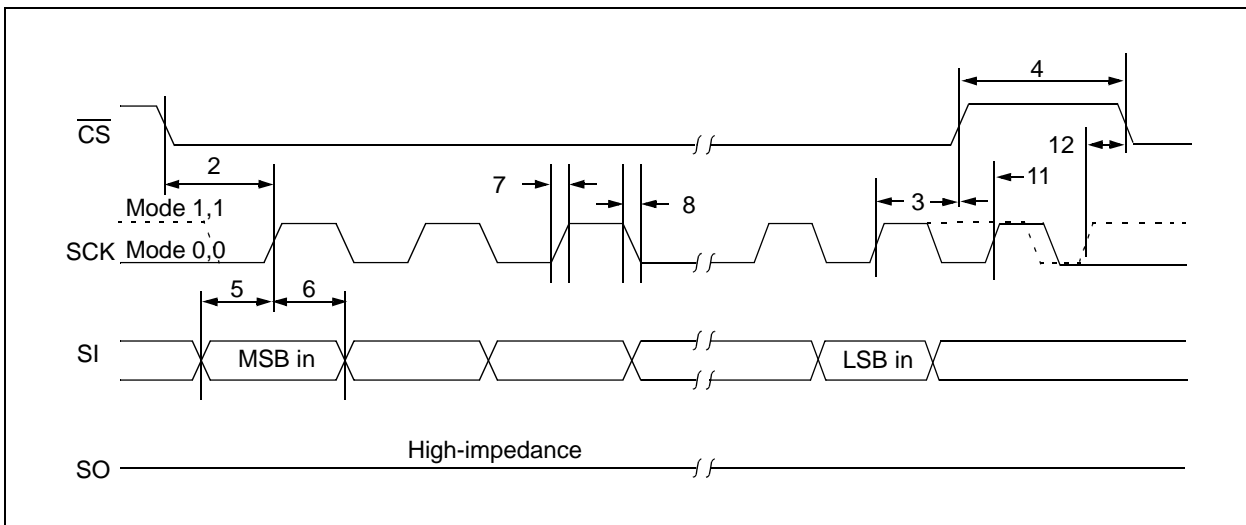 4
CS
12
2
7
8
3
11
Mode 1,1
SCK Mode 0,0
5
6
SI
MSB in
LSB in
High-impedance
SO